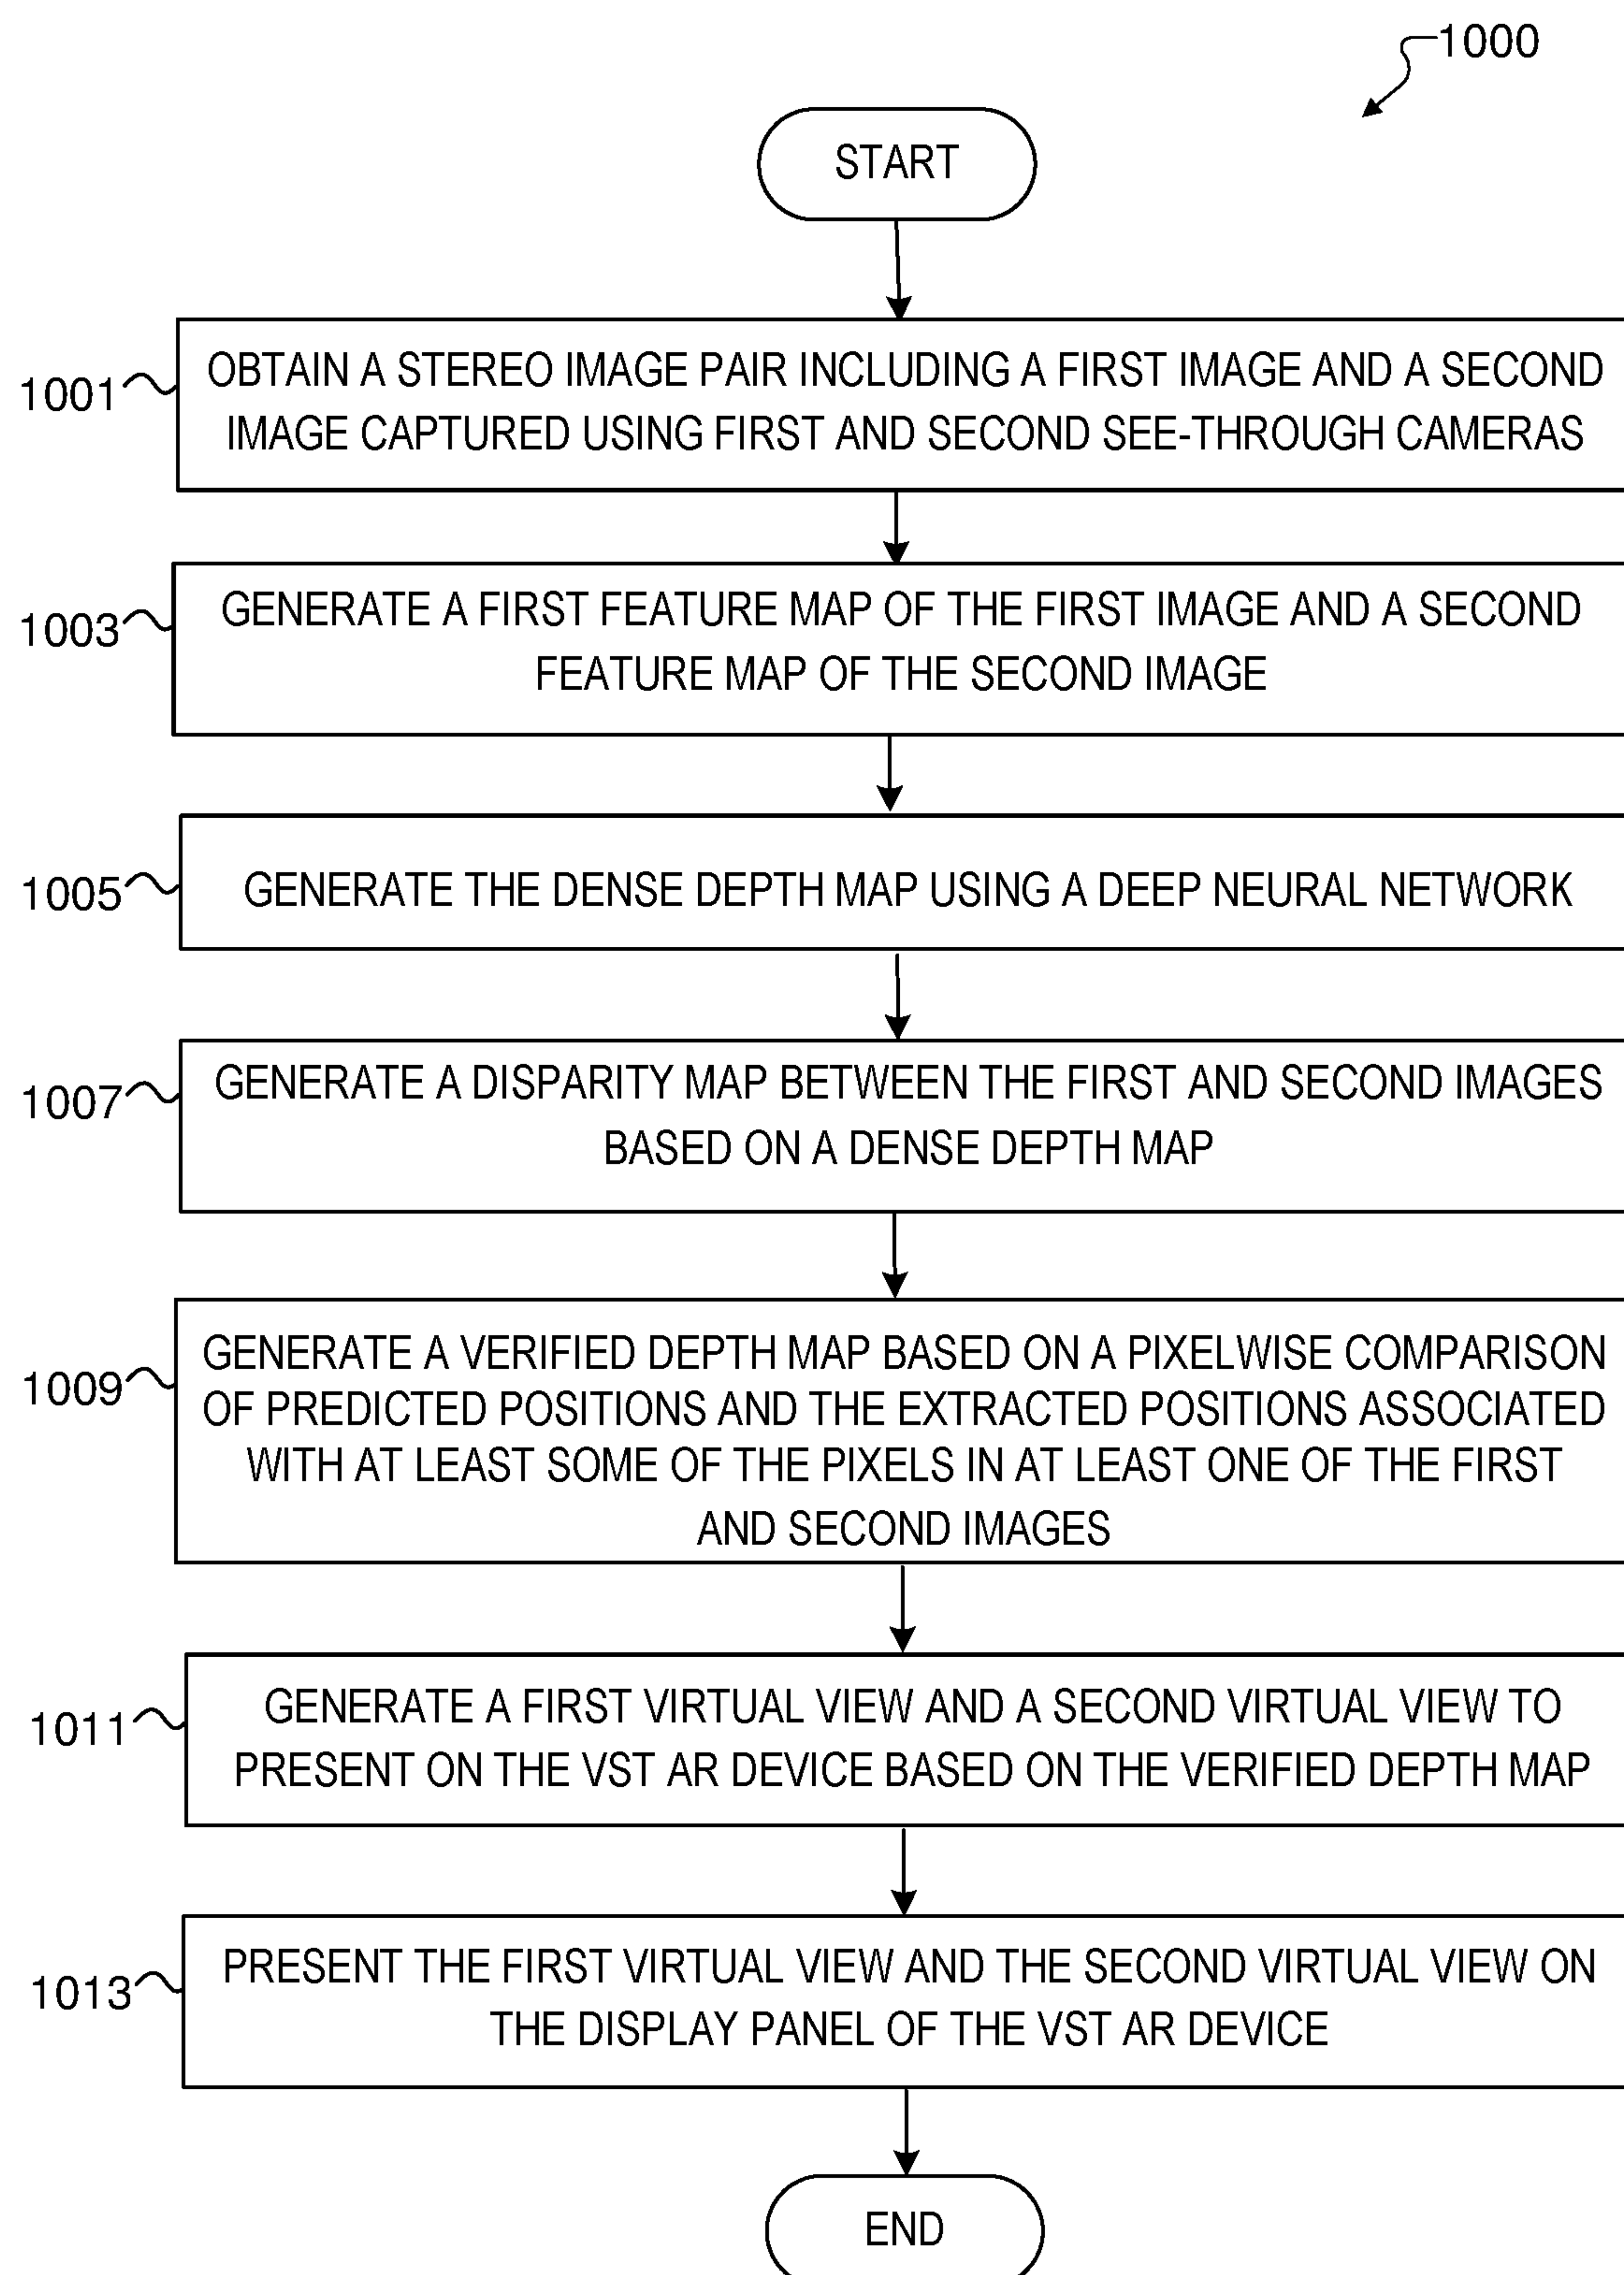 1000
START
1001
OBTAIN A STEREO IMAGE PAIR INCLUDING A FIRST IMAGE AND A SECOND
IMAGE CAPTURED USING FIRST AND SECOND SEE-THROUGH CAMERAS
1003
GENERATE A FIRST FEATURE MAP OF THE FIRST IMAGE AND A SECOND
FEATURE MAP OF THE SECOND IMAGE
1005
GENERATE THE DENSE DEPTH MAP USING A DEEP NEURAL NETWORK
1007
GENERATE A DISPARITY MAP BETWEEN THE FIRST AND SECOND IMAGES
BASED ON A DENSE DEPTH MAP
1009
GENERATE A VERIFIED DEPTH MAP BASED ON A PIXELWISE COMPARISON
OF PREDICTED POSITIONS AND THE EXTRACTED POSITIONS ASSOCIATED
WITH AT LEAST SOME OF THE PIXELS IN AT LEAST ONE OF THE FIRST
AND SECOND IMAGES
1011
GENERATE A FIRST VIRTUAL VIEW AND A SECOND VIRTUAL VIEW TO
PRESENT ON THE VST AR DEVICE BASED ON THE VERIFIED DEPTH MAP
1013
PRESENT THE FIRST VIRTUAL VIEW AND THE SECOND VIRTUAL VIEW ON
THE DISPLAY PANEL OF THE VST AR DEVICE
END